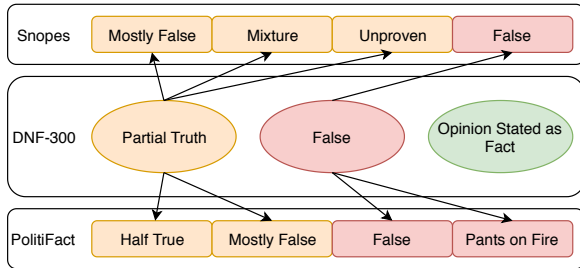 Snopes
Mostly False
Mixture
Unproven
False
DNF-300
Partial Truth
False
Opinion Stated as
Fact
PolitiFact
Half True
Mostly False
False
Pants on Fire